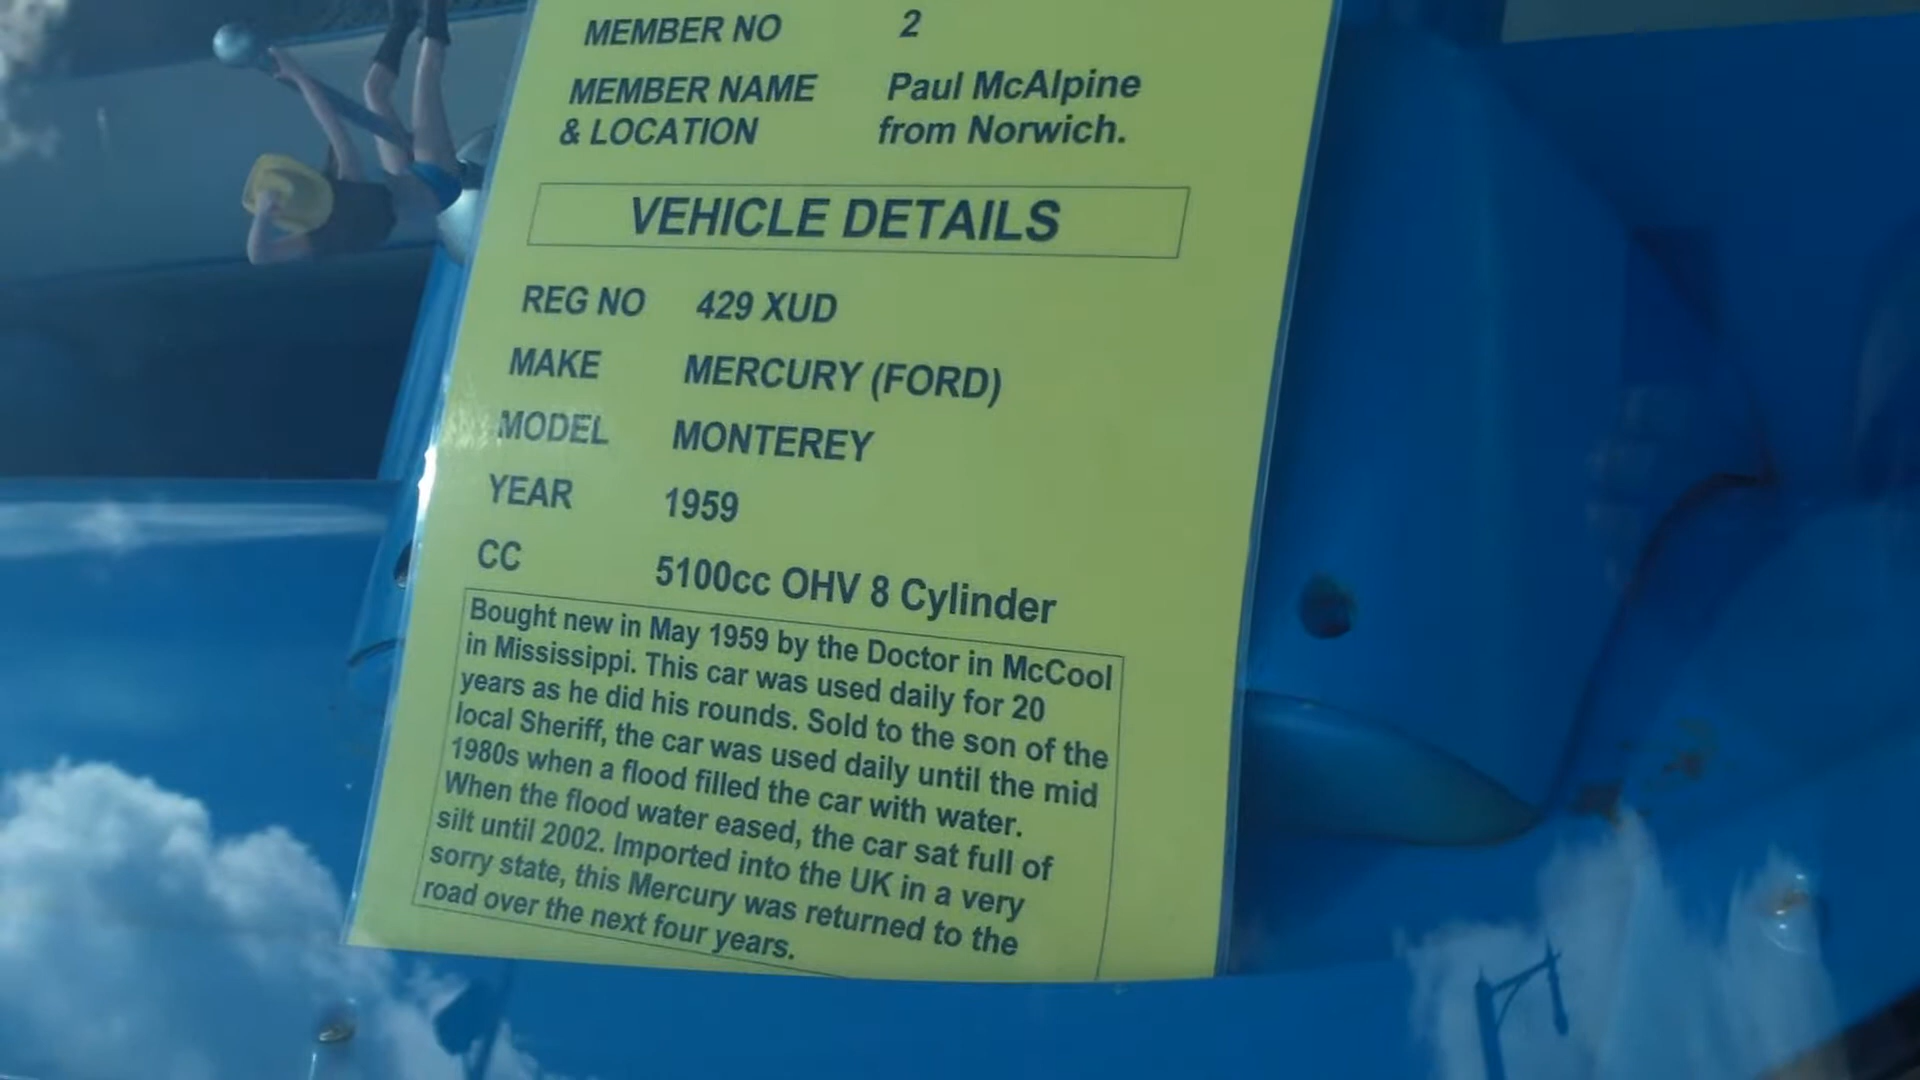 MEMBER NO 2
MEMBER NAME Paul McAlpine
& LOCATION from Norwich.
VEHICLE DETAILS
REG NO 429 XUD
MAKE MERCURY (FORD)
MODEL MONTEREY
YEAR 1959
CC 5100cc OHV 8 Cylinder
Bought new in May 1959 by the Doctor in McCool
in Mississippi. This car was used daily for 20
years as he did his rounds. Sold to the son of the
local Sheriff, the car was used daily until the mid
1980s when a flood filled the car with water.
When the flood water eased, the car sat full of
silt until 2002. Imported into the UK in a very
sorry state, this Mercury was returned to the
road over the next four years.